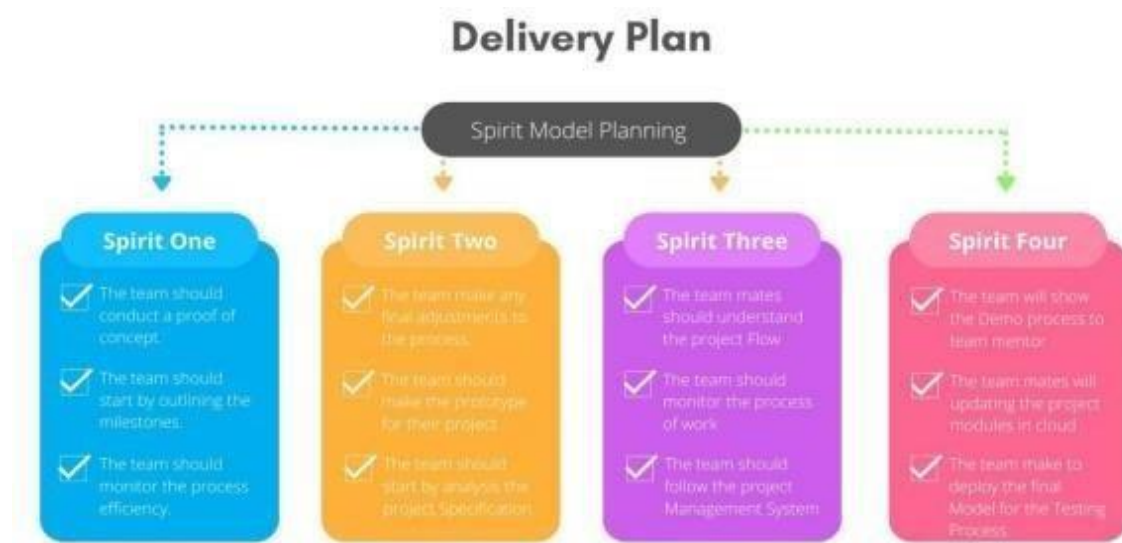 Delivery Plan
Spirit Model Planning
Spirit One
The team should
conduct a proof of
concept.
The team should
start by outlining the
milestones.
The team should
monitor the process
efficiency.
Spirit Two
The team make any
final adjustments to
the process.
The team should
make the prototype
for their project
The team should
start by analysis the
project Specification
Spirit Three
The team mates
should understand
the project Flow
The team should
monitor the process
of work
The team should
follow the project
Management System
Spirit Four
The team will show
the Demo process to
team mentor
The team mates will
updating the project
modules in cloud
The team make to
deploy the final
Model for the Testing
Process